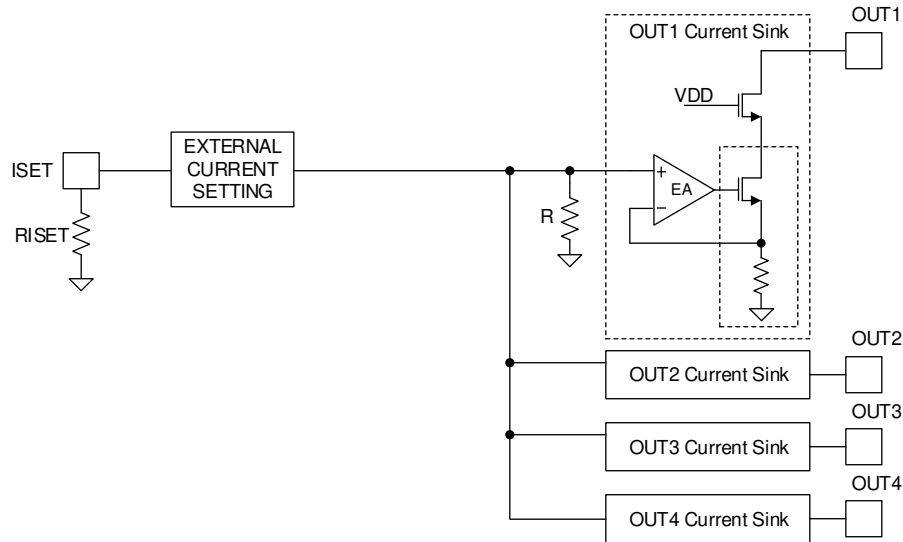 OUT1
OUT1 Current Sink
VDD
EXTERNAL
CURRENT
SETTING
ISET
+
EA
−
R
RISET
OUT2
OUT2 Current Sink
OUT3
OUT3 Current Sink
OUT4
OUT4 Current Sink